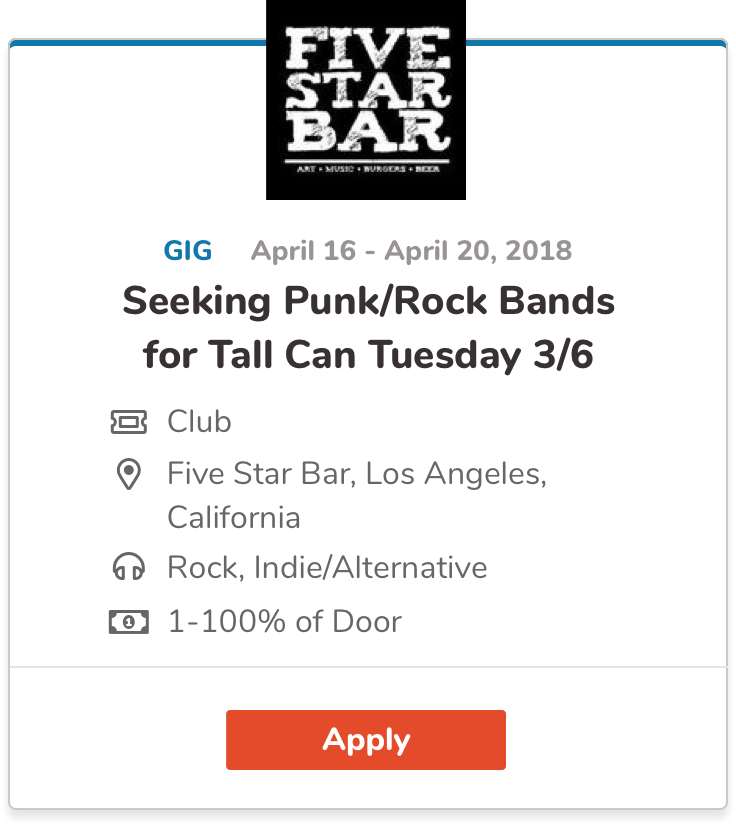 FIVE
STAR
BAR
ART • MUSIC • BURGERS • BEER
GIG April 16 - April 20, 2018
Seeking Punk/Rock Bands
for Tall Can Tuesday 3/6
Club
Five Star Bar, Los Angeles,
California
Rock, Indie/Alternative
1
1-100% of Door
Apply